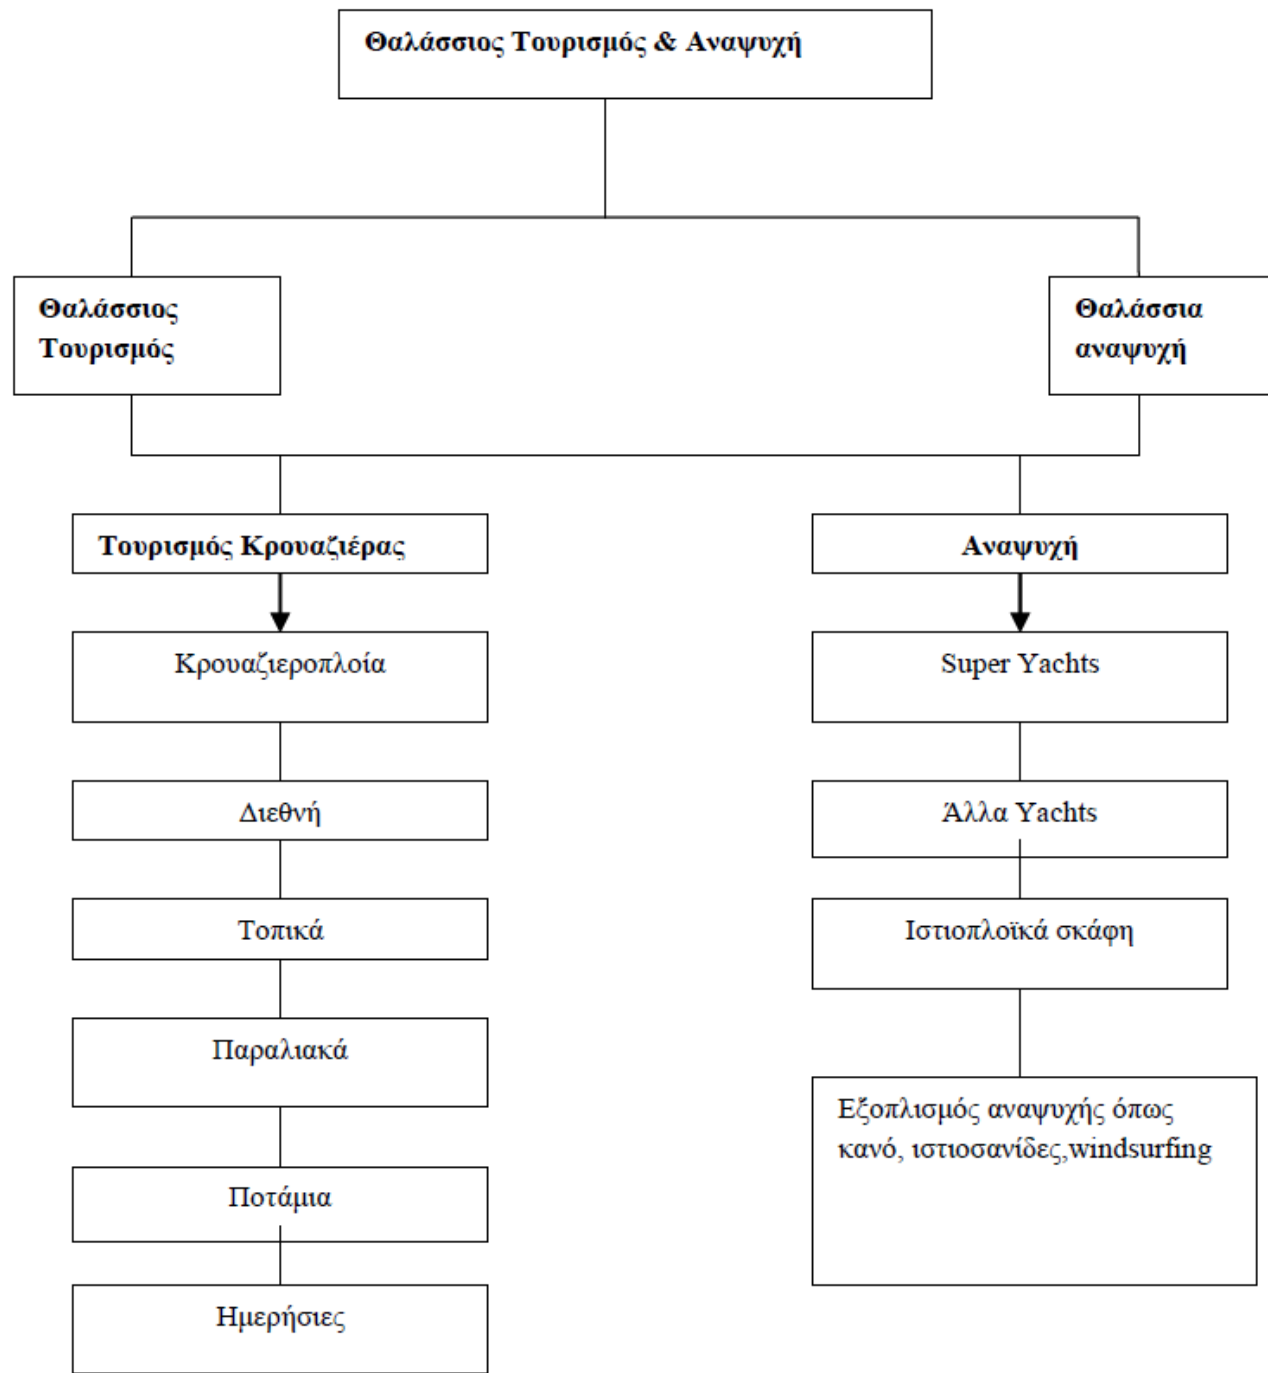 Θαλάσσιος Τουρισμός & Αναψυχή
Θαλάσσιος
Τουρισμός
Θαλάσσια
αναψυχή
Τουρισμός Κρουαζιέρας
Αναψυχή
Κρουαζιεροπλοία
Super Yachts
Διεθνή
Άλλα Yachts
Τοπικά
Ιστιοπλοϊκά σκάφη
Παραλιακά
Εξοπλισμός αναψυχής όπως
κανό, ιστιοσανίδες,windsurfing
Ποτάμια
Ημερήσιες